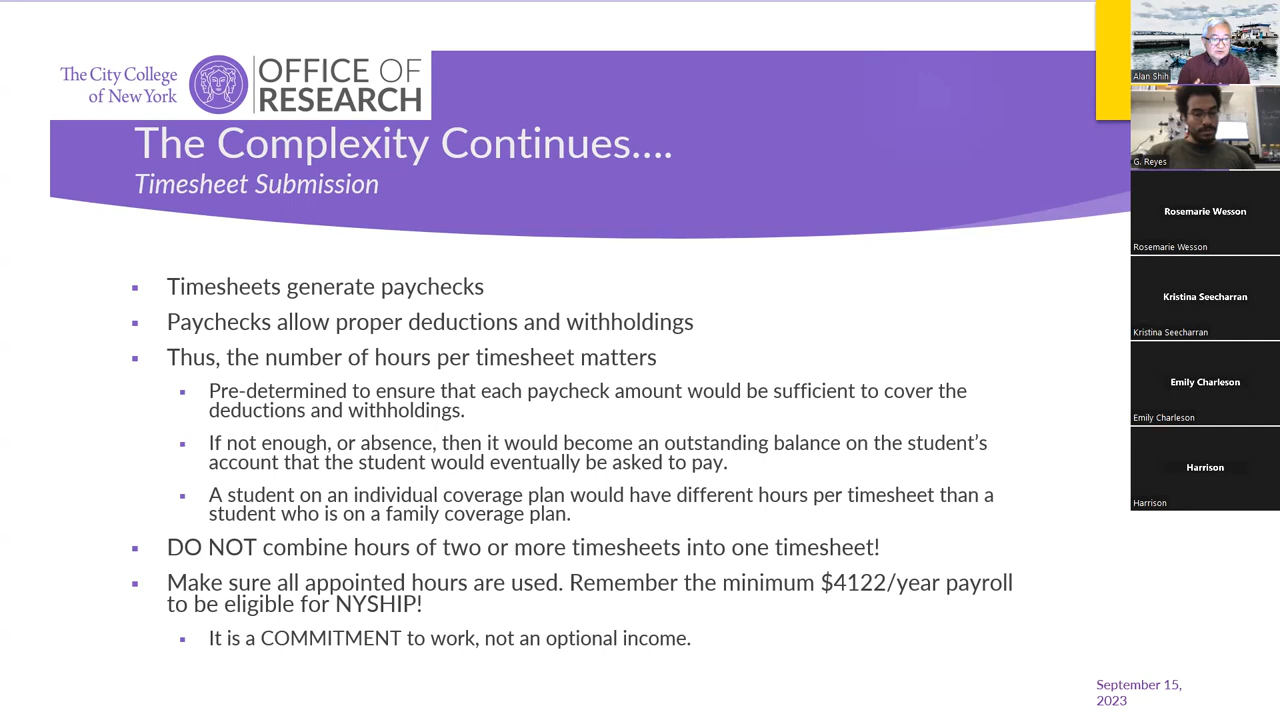 The City College
of New York
OFFICE OF
RESEARCH
The Complexity Continues....
Timesheet Submission
▪ Timesheets generate paychecks
▪ Paychecks allow proper deductions and withholdings
▪ Thus, the number of hours per timesheet matters
▪ Pre-determined to ensure that each paycheck amount would be sufficient to cover the
deductions and withholdings.
▪ If not enough, or absence, then it would become an outstanding balance on the student’s
account that the student would eventually be asked to pay.
▪ A student on an individual coverage plan would have different hours per timesheet than a
student who is on a family coverage plan.
▪ DO NOT combine hours of two or more timesheets into one timesheet!
▪ Make sure all appointed hours are used. Remember the minimum $4122/year payroll
to be eligible for NYSHIP!
▪ It is a COMMITMENT to work, not an optional income.
September 15,
2023
Alan Shih
G. Reyes
Rosemarie Wesson
Rosemarie Wesson
Kristina Seecharran
Kristina Seecharran
Emily Charleson
Emily Charleson
Harrison
Harrison